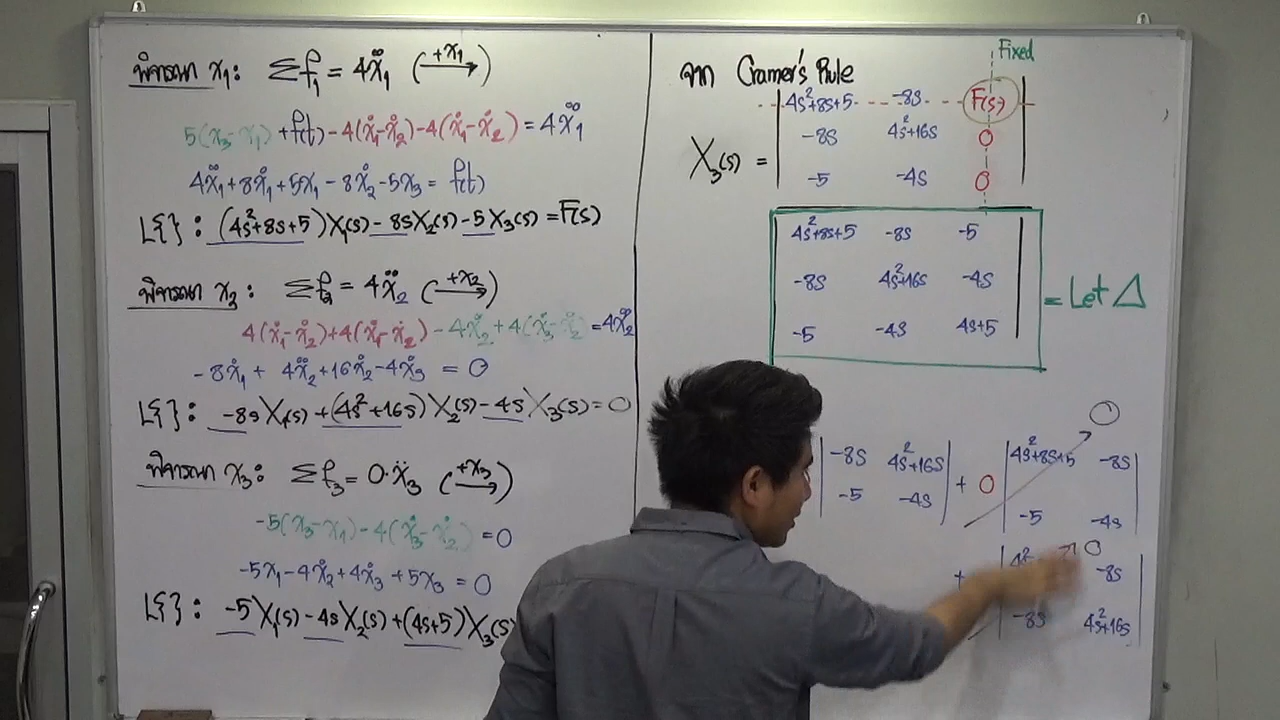 พิจารณา x₁: Σf₁ = 4ẍ₁ (+x₁→)
5(x₃-x₁)+f(t)-4(ẋ₁-ẋ₂)-4(ẋ₁-ẋ₂)=4ẍ₁
4ẍ₁+8ẋ₁+5x₁-8ẋ₂-5x₃= f(t)
L{}: (4s²+8s+5)X₁(s)-8sX₂(s)-5X₃(s)=F(s)
พิจารณา x₂: Σf₂ = 4ẍ₂ (+x₂→)
4(ẋ₁-ẋ₂)+4(ẋ₁-ẋ₂)-4ẋ₂+4(ẋ₃-ẋ₂)=4ẍ₂
-8ẋ₁+ 4ẍ₂+16ẋ₂-4ẋ₃ = 0
L{}: -8sX₁(s)+(4s²+16s)X₂(s)-4sX₃(s)=0
พิจารณา x₃: Σf₃ = 0·ẍ₃ (+x₃→)
-5(x₃-x₁)-4(ẋ₃-ẋ₂) =0
-5x₁-4ẋ₂+4ẋ₃+5x₃ = 0
L{}: -5X₁(s)-4sX₂(s)+(4s+5)X₃(s)
Fixed
จาก Cramer's Rule
4s²+8s+5 -8s F(s)
X₃(s) = -8s 4s²+16s 0
-5 -4s 0
4s²+8s+5 -8s -5
-8s 4s²+16s -4s = Let Δ
-5 -4s 4s+5
0
-8s 4s²+16s + 0 4s²+8s+5 -8s
-5 -4s -5 -4s
0
+ 4s² -8s
-8s 4s²+16s